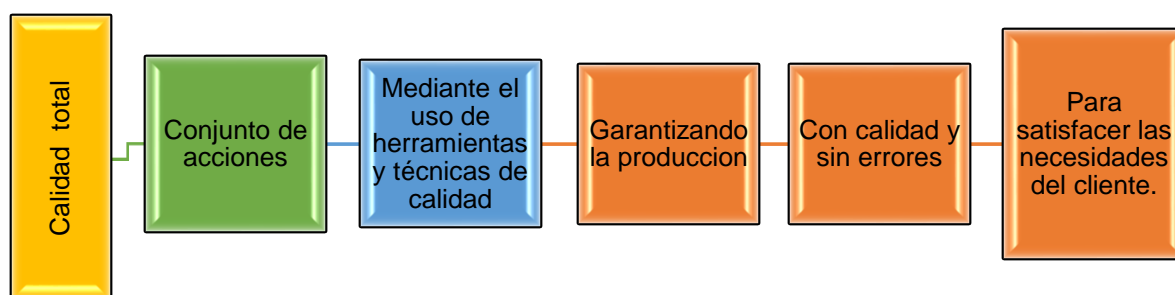 Calidad total
Conjunto de
acciones
Mediante el
uso de
herramientas
y técnicas de
calidad
Garantizando
la produccion
Con calidad y
sin errores
Para
satisfacer las
necesidades
del cliente.